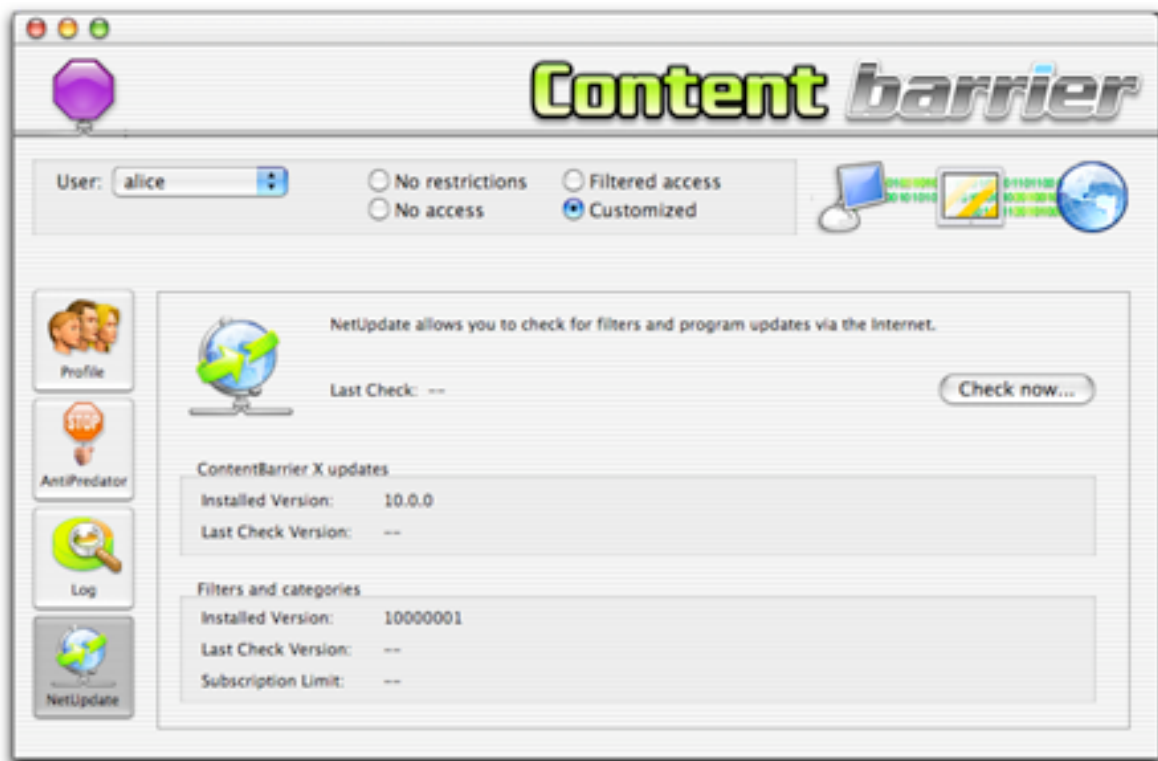 Content barrier
User: alice
No restrictions
Filtered access
No access
Customized
Profile
STOP
AntiPredator
Log
NetUpdate
NetUpdate allows you to check for filters and program updates via the Internet.
Last Check: --
Check now...
ContentBarrier X updates
Installed Version: 10.0.0
Last Check Version: --
Filters and categories
Installed Version: 10000001
Last Check Version: --
Subscription Limit: --